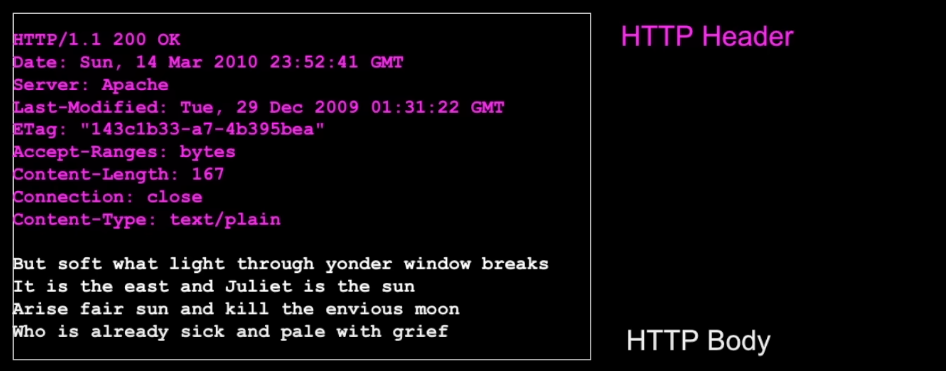 HTTP/1.1 200 OK
Date: Sun, 14 Mar 2010 23:52:41 GMT
Server: Apache
Last-Modified: Tue, 29 Dec 2009 01:31:22 GMT
ETag: "143c1b33-a7-4b395bea"
Accept-Ranges: bytes
Content-Length: 167
Connection: close
Content-Type: text/plain
But soft what light through yonder window breaks
It is the east and Juliet is the sun
Arise fair sun and kill the envious moon
Who is already sick and pale with grief
HTTP Header
HTTP Body